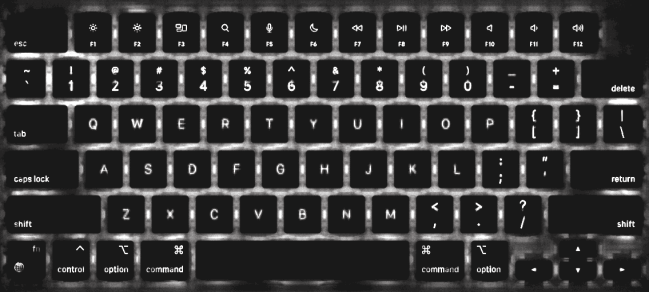 esc F1 F2 F3 F4 F5 F6 F7 F8 F9 F10 F11 F12
~ ! @ # $ % ^ & * ( ) _ +
` 1 2 3 4 5 6 7 8 9 0 - = delete
tab Q W E R T Y U I O P { [ } ] | \
caps lock A S D F G H J K L : ; " ' return
shift Z X C V B N M < , > . ? / shift
fn control option command command option